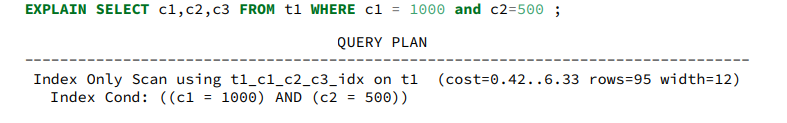 EXPLAIN SELECT c1,c2,c3 FROM t1 WHERE c1 = 1000 and c2=500 ;
QUERY PLAN
-------------------------------------------------------------------------------------------
Index Only Scan using t1_c1_c2_c3_idx on t1  (cost=0.42..6.33 rows=95 width=12)
Index Cond: ((c1 = 1000) AND (c2 = 500))